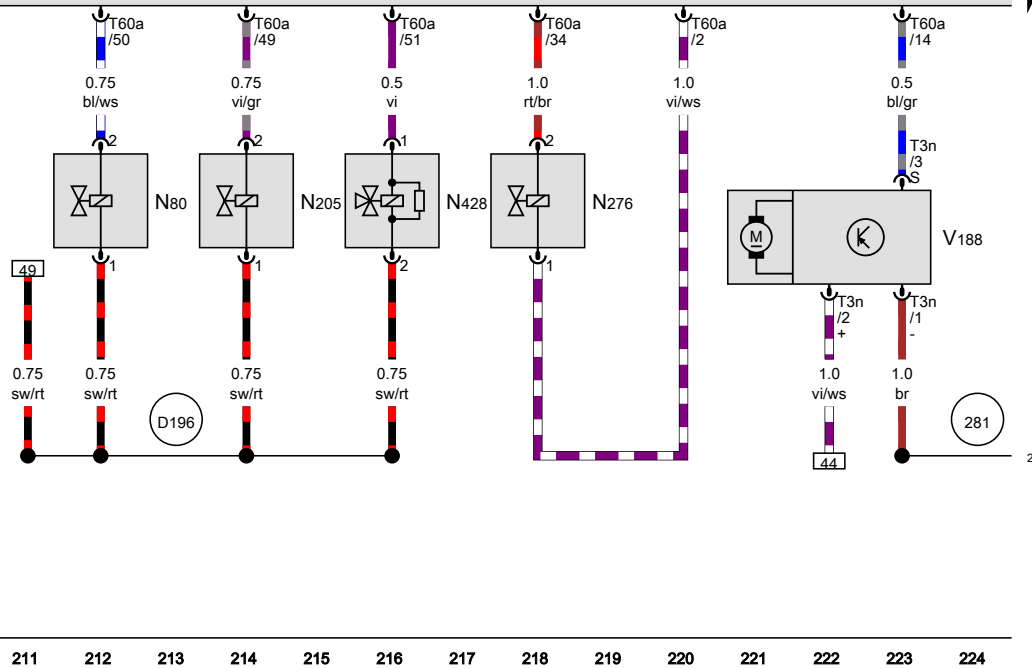 T60a
/50
T60a
/49
T60a
/51
T60a
/34
T60a
/2
T60a
/14
0.75
bl/ws
0.75
vi/gr
0.5
vi
1.0
rt/br
1.0
vi/ws
0.5
bl/gr
2
2
1
2
T3n
/3
S
N80
N205
N428
N276
M
V188
49
1
1
2
1
T3n
/2
+
T3n
/1
-
0.75
sw/rt
0.75
sw/rt
0.75
sw/rt
0.75
sw/rt
1.0
vi/ws
1.0
br
D196
281
44
2
211 212 213 214 215 216 217 218 219 220 221 222 223 224